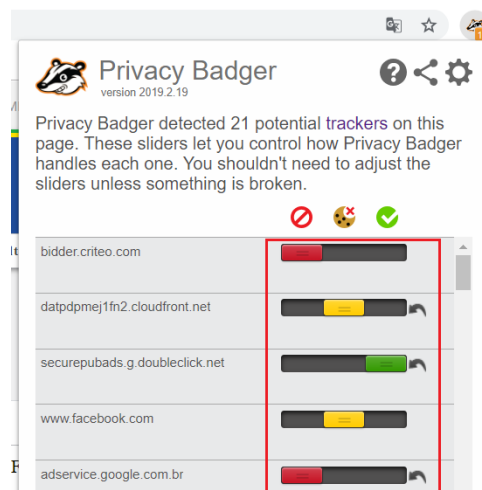 Privacy Badger
version 2019.2.19
Privacy Badger detected 21 potential trackers on this
page. These sliders let you control how Privacy Badger
handles each one. You shouldn't need to adjust the
sliders unless something is broken.
bidder.criteo.com
datpdpmej1fn2.cloudfront.net
securepubads.g.doubleclick.net
www.facebook.com
adservice.google.com.br